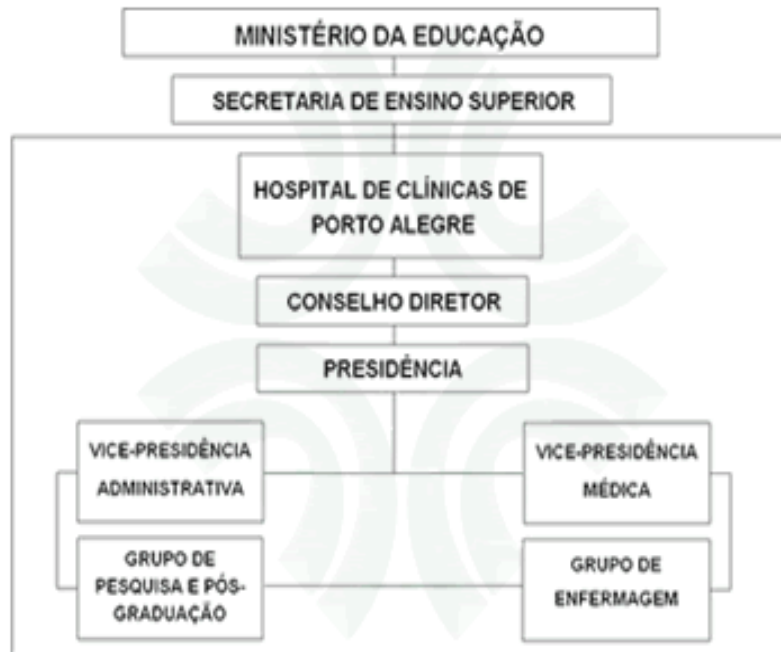 MINISTÉRIO DA EDUCAÇÃO
SECRETARIA DE ENSINO SUPERIOR
HOSPITAL DE CLÍNICAS DE
PORTO ALEGRE
CONSELHO DIRETOR
PRESIDÊNCIA
VICE-PRESIDÊNCIA
ADMINISTRATIVA
VICE-PRESIDÊNCIA
MÉDICA
GRUPO DE
PESQUISA E PÓS-
GRADUAÇÃO
GRUPO DE
ENFERMAGEM